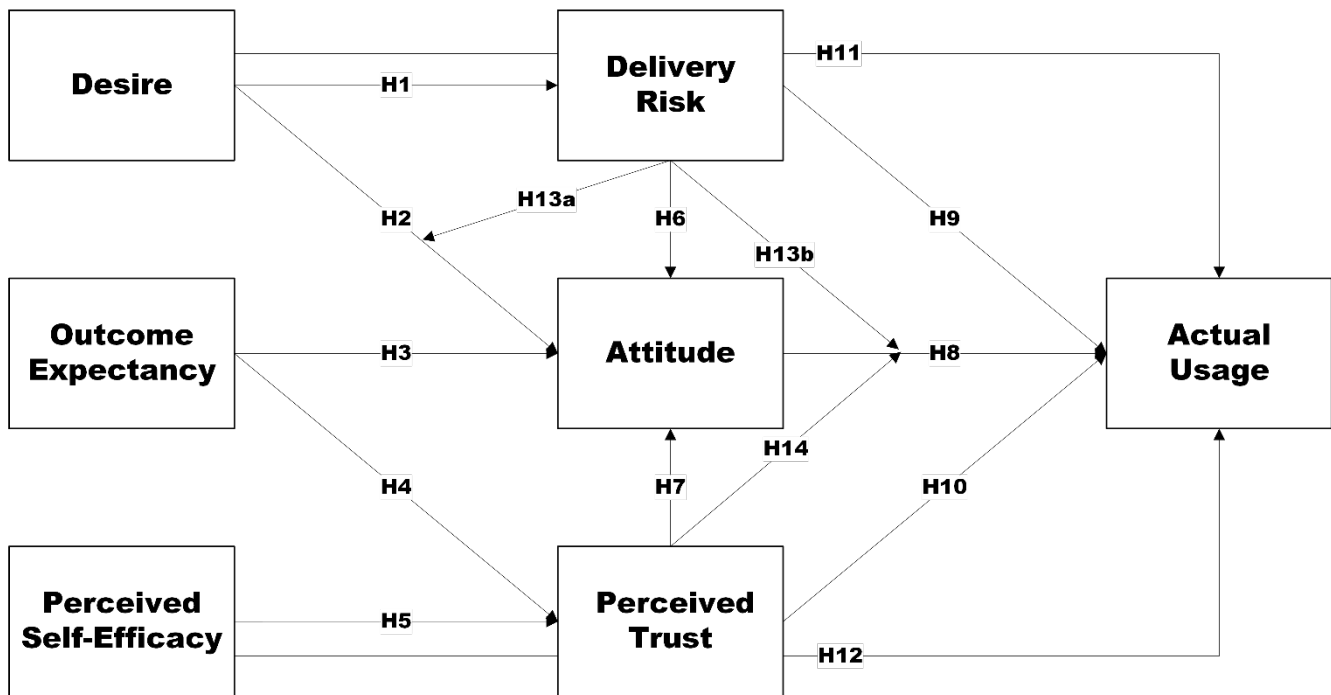 Desire
H1
Delivery
Risk
H11
H13a
H2
H6
H13b
H9
Outcome
Expectancy
H3
Attitude
H8
Actual
Usage
H4
H7
H14
H10
Perceived
Self-Efficacy
H5
Perceived
Trust
H12